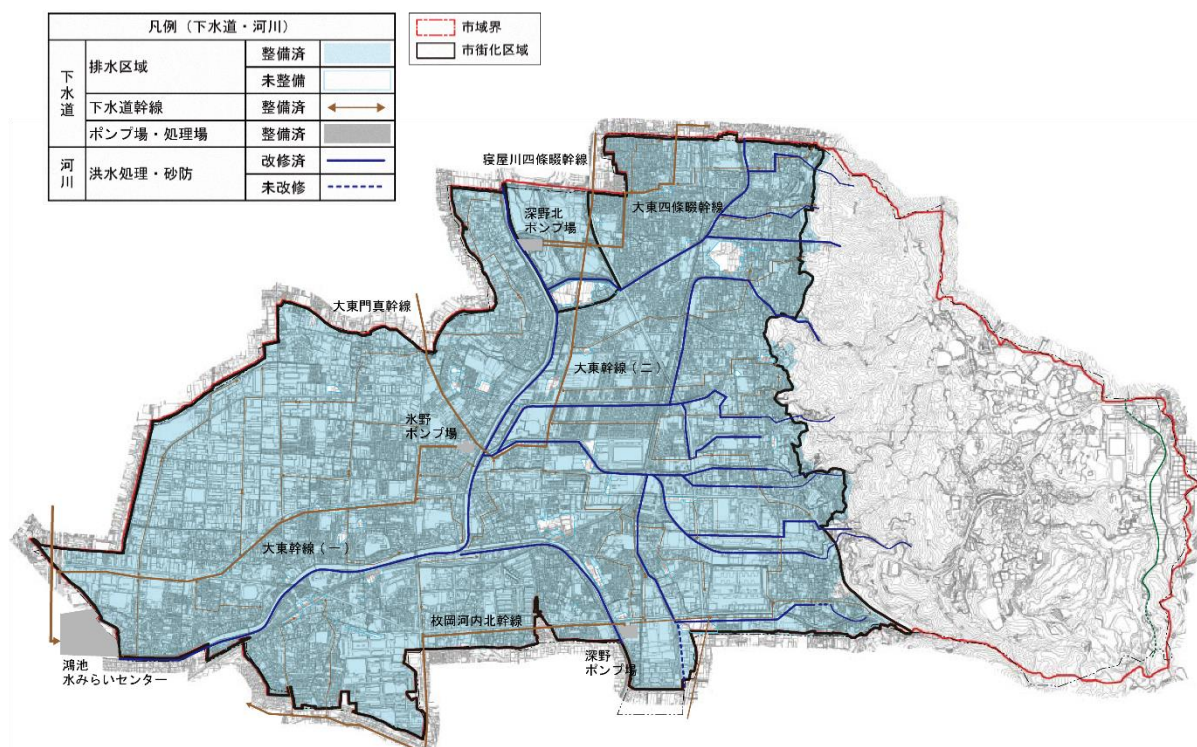 凡例（下水道・河川）
下水道
排水区域
整備済
未整備
下水道幹線
整備済
ポンプ場・処理場
整備済
河川
洪水処理・砂防
改修済
未改修
市域界
市街化区域
寝屋川四條畷幹線
大東四條畷幹線
深野北
ポンプ場
大東門真幹線
大東幹線（二）
氷野
ポンプ場
大東幹線（一）
枚岡河内北幹線
深野
ポンプ場
鴻池
水みらいセンター